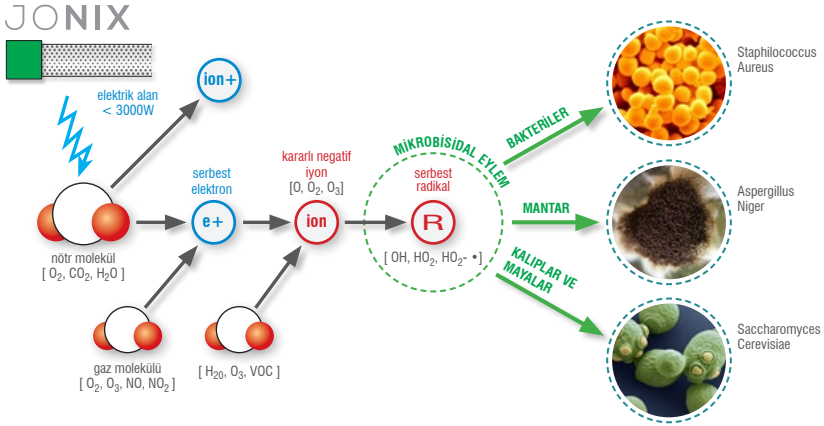 JONIX
elektrik alan
< 3000W
ion+
serbest
elektron
e+
kararlı negatif
iyon
[O, O₂, O₃]
ion
MİKROBİSİDAL EYLEM
serbest
radikal
R
[ OH, HO₂, HO₂- •]
nötr molekül
[ O₂, CO₂, H₂O ]
gaz molekülü
[ O₂, O₃, NO, NO₂ ]
[ H₂₀, O₃, VOC ]
BAKTERİLER
MANTAR
KALIPLAR VE
MAYALAR
Staphilococcus
Aureus
Aspergillus
Niger
Saccharomyces
Cerevisiae